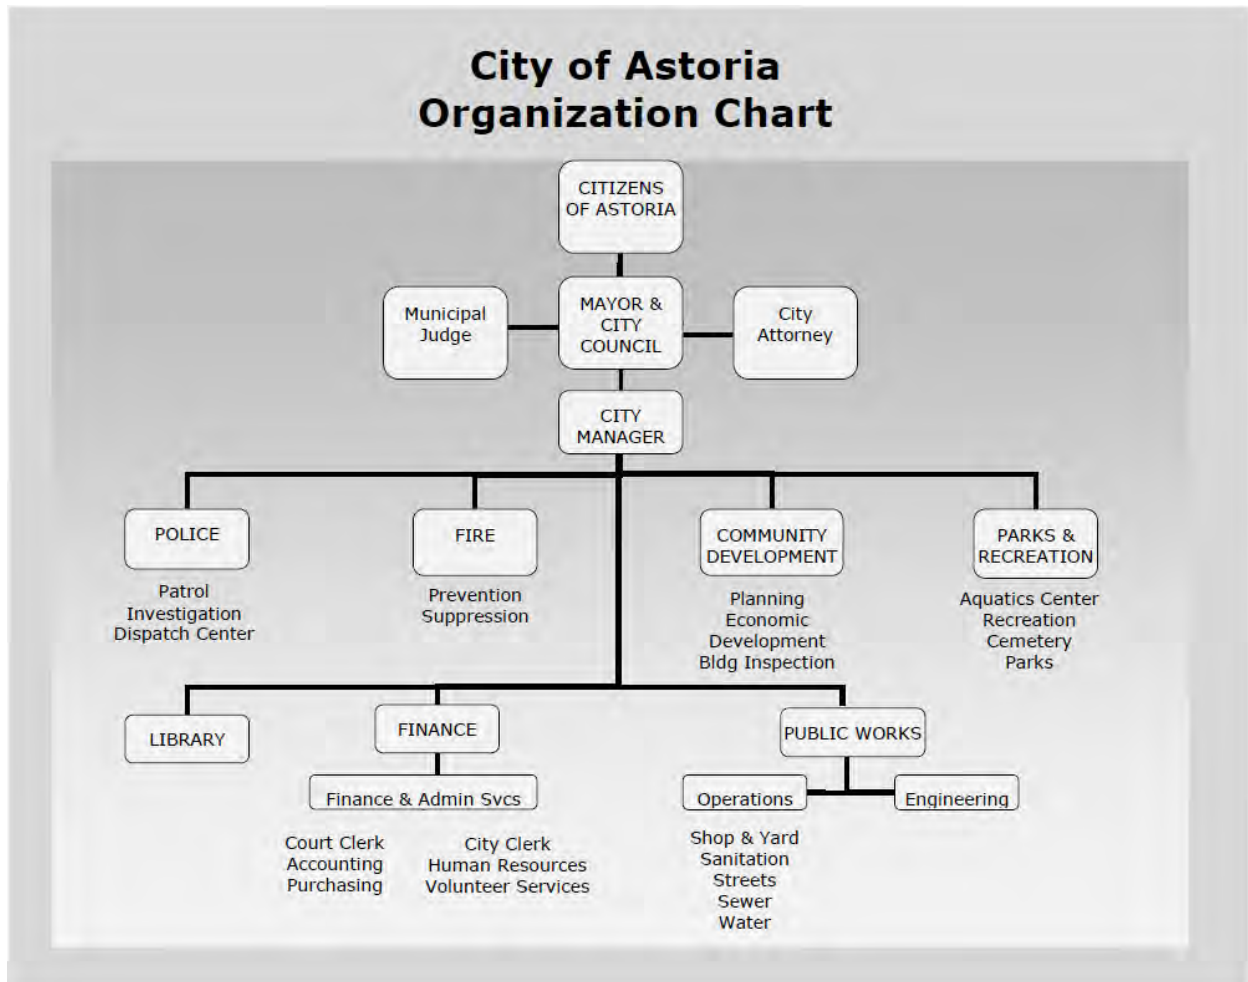 City of Astoria
Organization Chart
CITIZENS
OF ASTORIA
Municipal
Judge
MAYOR &
CITY
COUNCIL
City
Attorney
CITY
MANAGER
POLICE
Patrol
Investigation
Dispatch Center
FIRE
Prevention
Suppression
COMMUNITY
DEVELOPMENT
Planning
Economic
Development
Bldg Inspection
PARKS &
RECREATION
Aquatics Center
Recreation
Cemetery
Parks
LIBRARY
FINANCE
Finance & Admin Svcs
Court Clerk
Accounting
Purchasing
City Clerk
Human Resources
Volunteer Services
PUBLIC WORKS
Operations
Shop & Yard
Sanitation
Streets
Sewer
Water
Engineering